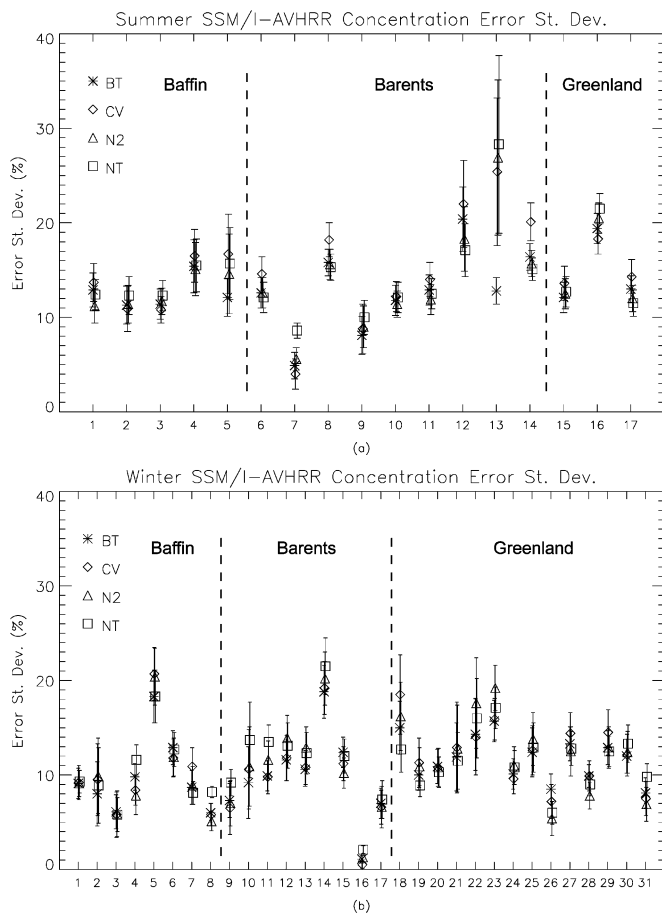 Summer SSM/I-AVHRR Concentration Error St. Dev.
40
30
20
10
0
Error St. Dev. (%)
Baffin
Barents
Greenland
BT
CV
N2
NT
1 2 3 4 5 6 7 8 9 10 11 12 13 14 15 16 17
(a)
Winter SSM/I-AVHRR Concentration Error St. Dev.
40
30
20
10
0
Error St. Dev. (%)
Baffin
Barents
Greenland
BT
CV
N2
NT
1 2 3 4 5 6 7 8 9 10 11 12 13 14 15 16 17 18 19 20 21 22 23 24 25 26 27 28 29 30 31
(b)